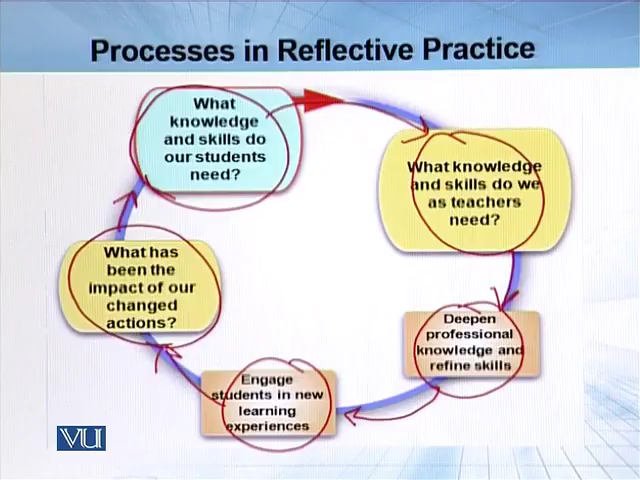 Processes in Reflective Practice
What
knowledge
and skills do
our students
need?
What knowledge
and skills do we
as teachers
need?
Deepen
professional
knowledge and
refine skills
Engage
students in new
learning
experiences
What has
been the
impact of our
changed
actions?
VU